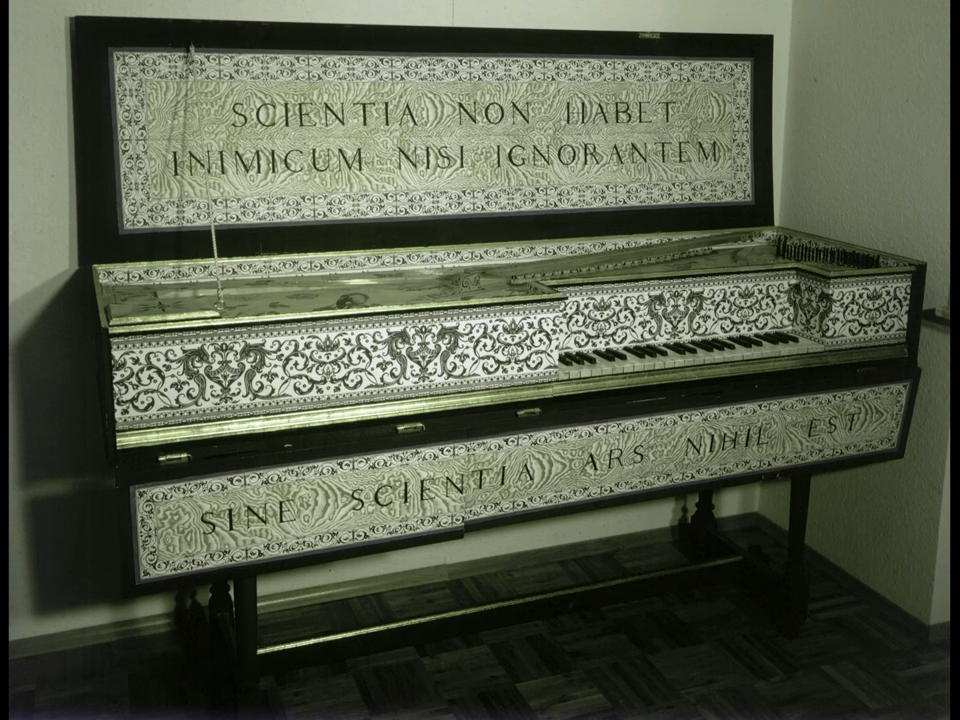 SCIENTIA NON HABET
INIMICUM NISI IGNORANTEM
SINE SCIENTIA ARS NIHIL EST